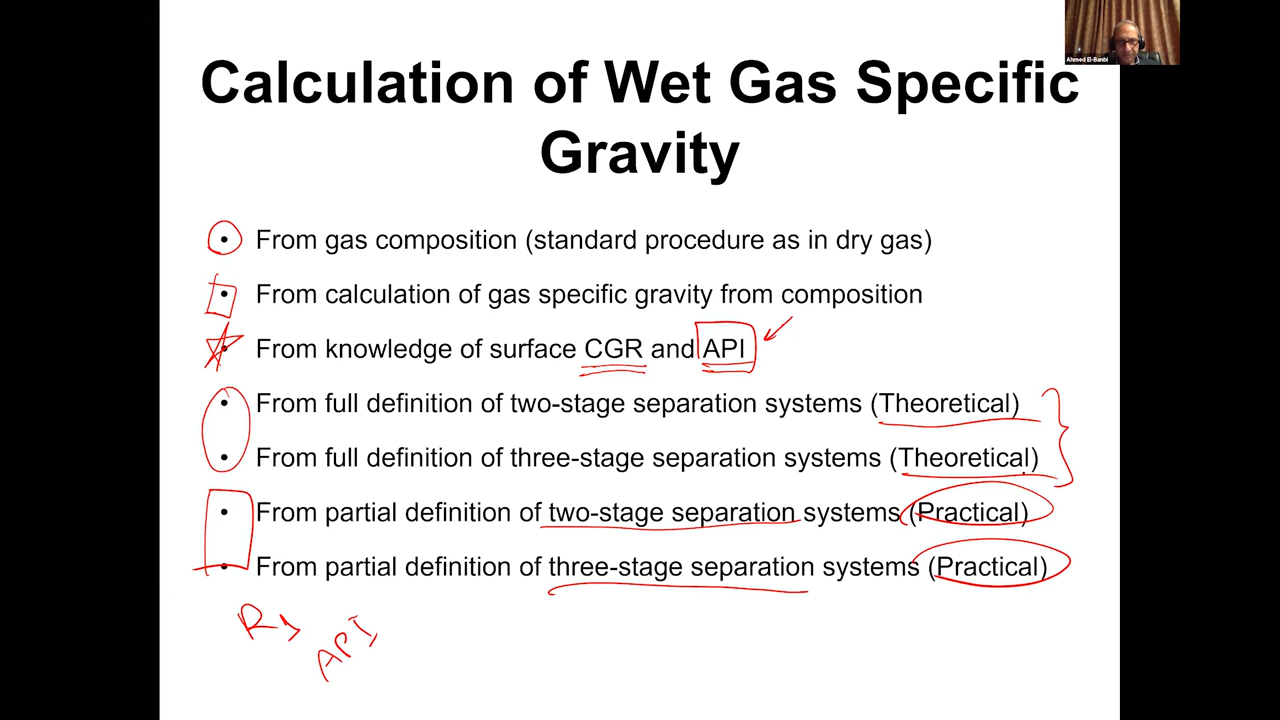 Ahmed El-Banbi
Calculation of Wet Gas Specific
Gravity
• From gas composition (standard procedure as in dry gas)
• From calculation of gas specific gravity from composition
• From knowledge of surface CGR and API
• From full definition of two-stage separation systems (Theoretical)
• From full definition of three-stage separation systems (Theoretical)
• From partial definition of two-stage separation systems (Practical)
• From partial definition of three-stage separation systems (Practical)
API